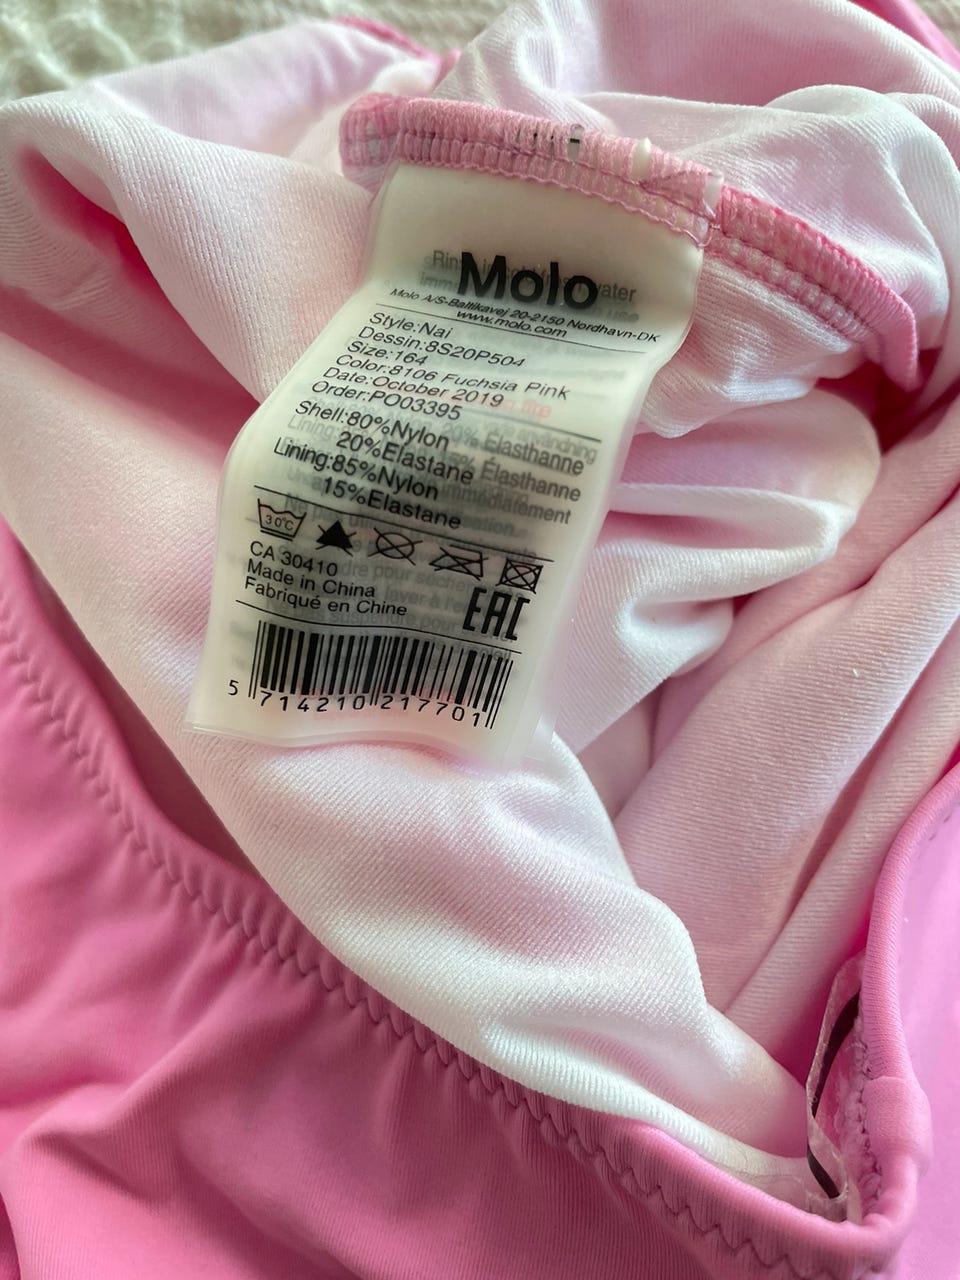 Molo
Molo A/S-Baltikavej 20-2150 Nordhavn-DK
www.molo.com
Style:Nai
Dessin:8S20P504
Size:164
Color:8106 Fuchsia Pink
Date:October 2019
Order:PO03395
Shell:80%Nylon
20%Elastane
Lining:85%Nylon
15%Elastane
30°C
CA 30410
Made in China
Fabriqué en Chine
EAC
5 714210 217701